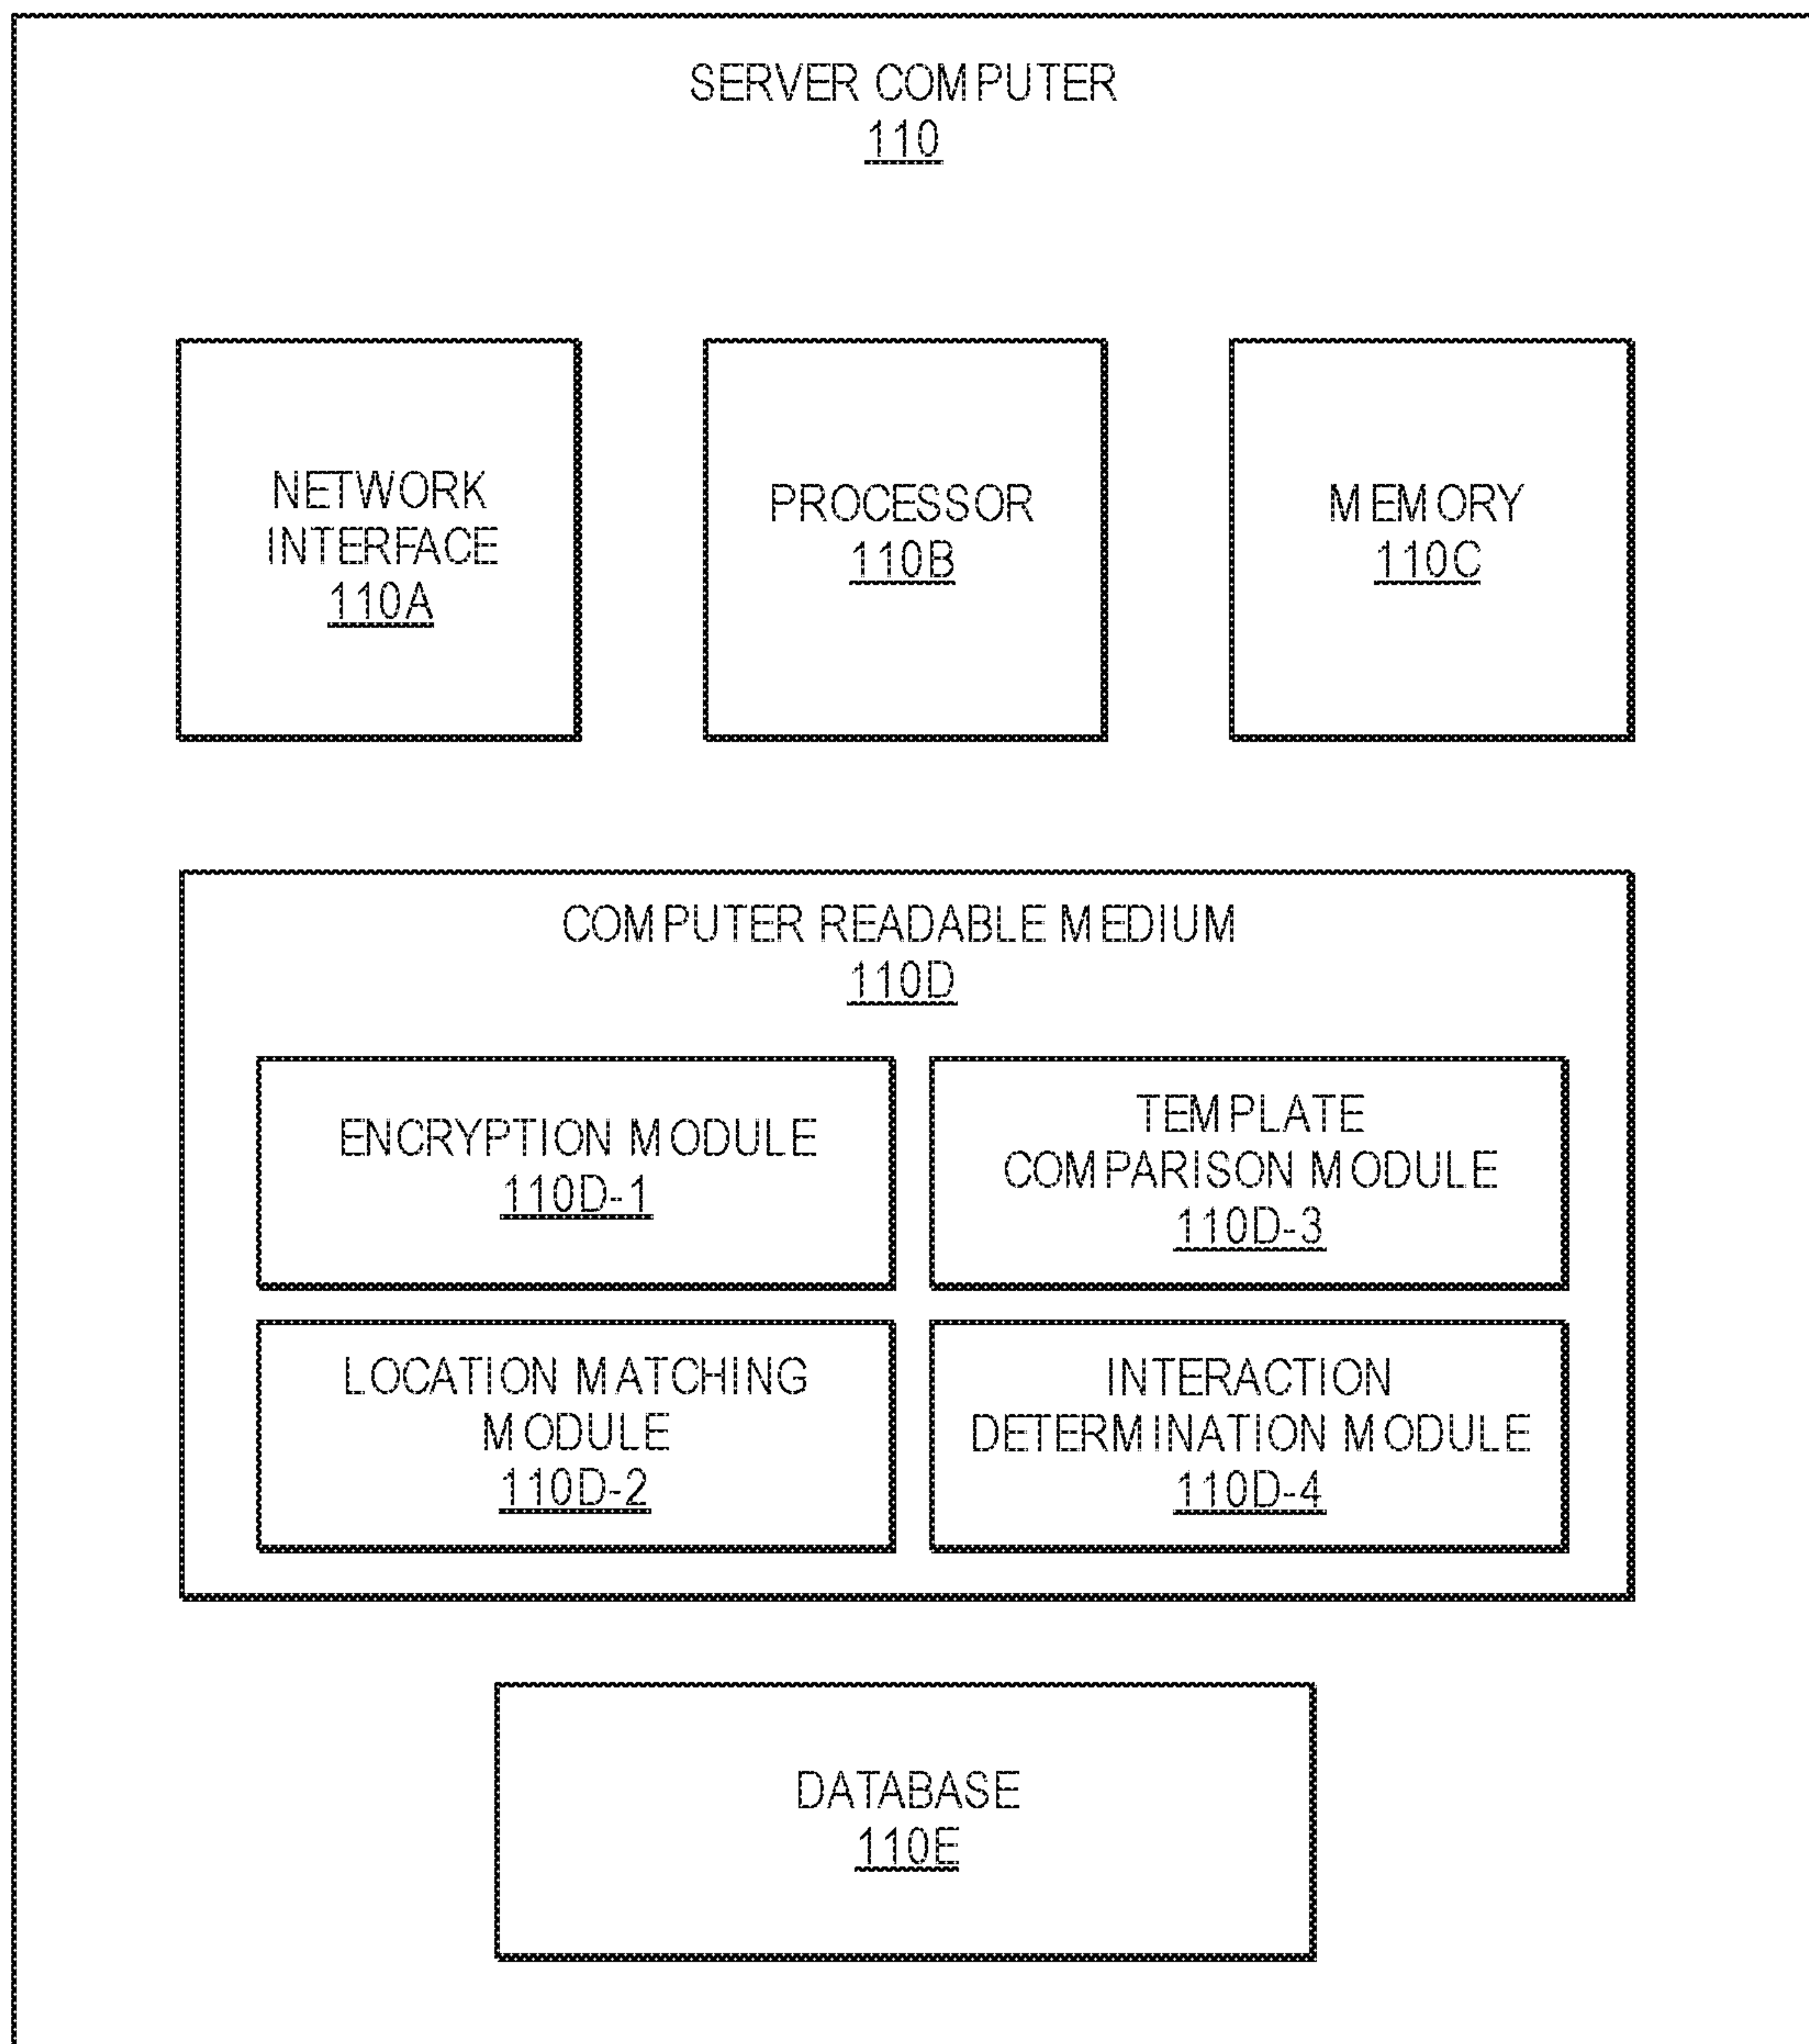 SERVER COMPUTER
110
NETWORK
INTERFACE
110A
PROCESSOR
110B
MEMORY
110C
COMPUTER READABLE MEDIUM
110D
ENCRYPTION MODULE
110D-1
TEMPLATE
COMPARISON MODULE
110D-3
LOCATION MATCHING
MODULE
110D-2
INTERACTION
DETERMINATION MODULE
110D-4
DATABASE
110E